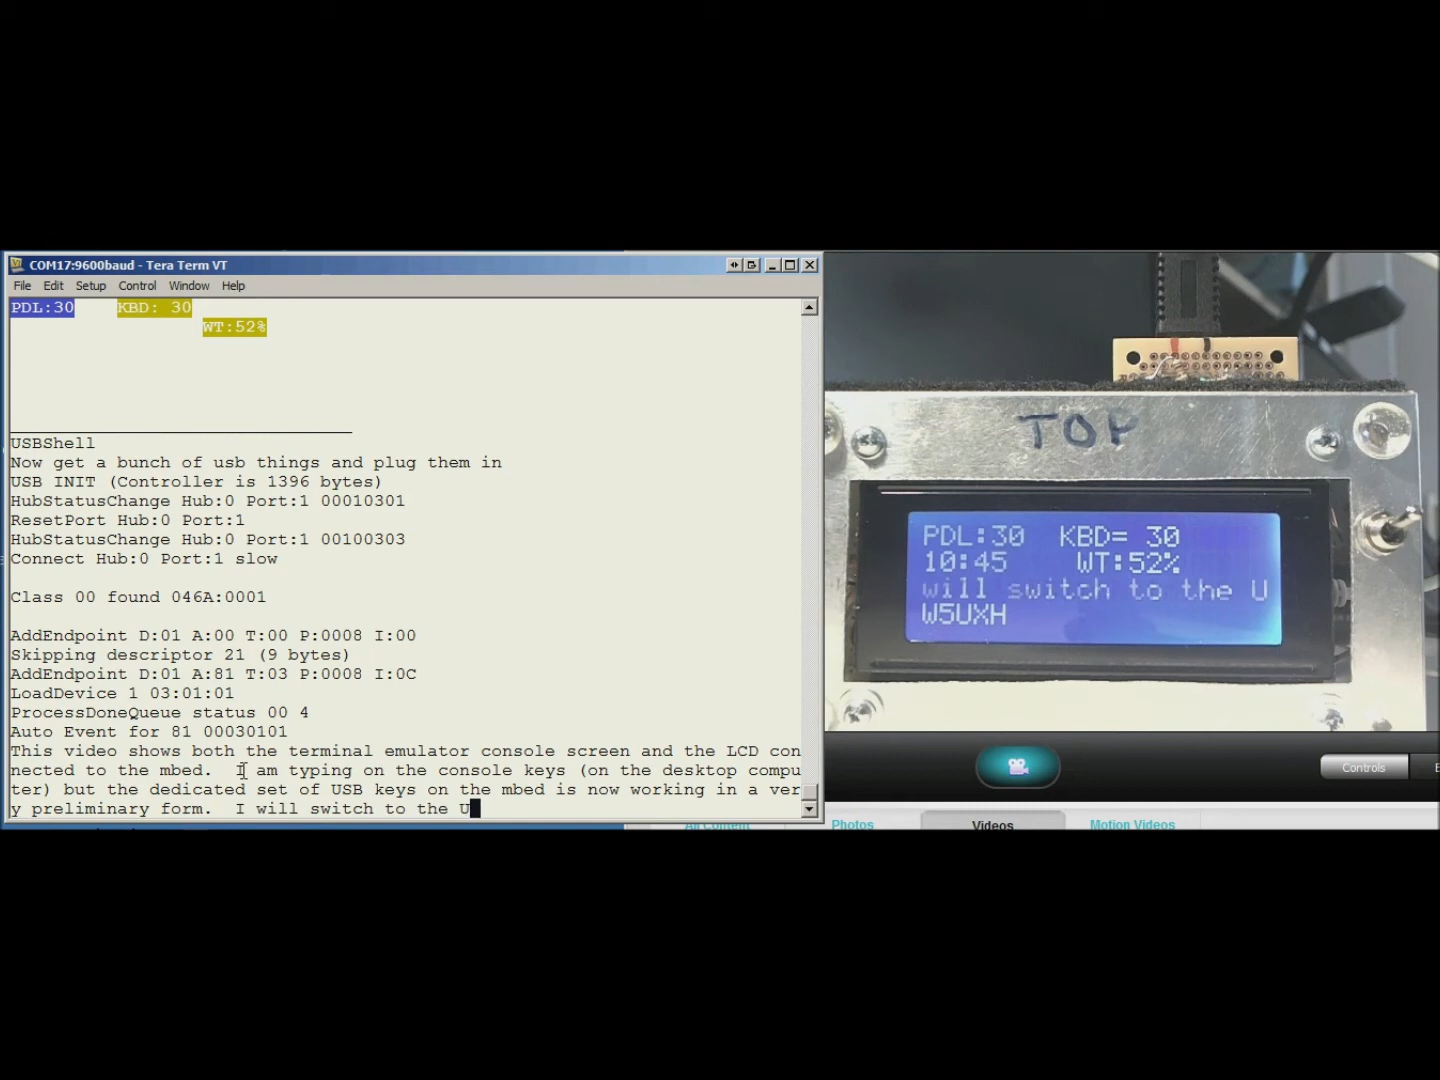 COM17:9600baud - Tera Term VT
File Edit Setup Control Window Help
PDL:30 KBD: 30
WT:52%
USBShell
Now get a bunch of usb things and plug them in
USB INIT (Controller is 1396 bytes)
HubStatusChange Hub:0 Port:1 00010301
ResetPort Hub:0 Port:1
HubStatusChange Hub:0 Port:1 00100303
Connect Hub:0 Port:1 slow
Class 00 found 046A:0001
AddEndpoint D:01 A:00 T:00 P:0008 I:00
Skipping descriptor 21 (9 bytes)
AddEndpoint D:01 A:81 T:03 P:0008 I:0C
LoadDevice 1 03:01:01
ProcessDoneQueue status 00 4
Auto Event for 81 00030101
This video shows both the terminal emulator console screen and the LCD con
nected to the mbed. I am typing on the console keys (on the desktop compu
ter) but the dedicated set of USB keys on the mbed is now working in a ver
y preliminary form. I will switch to the U
TOP
PDL:30 KBD= 30
10:45 WT:52%
will switch to the U
W5UXH
Controls
Photos Videos Motion Videos